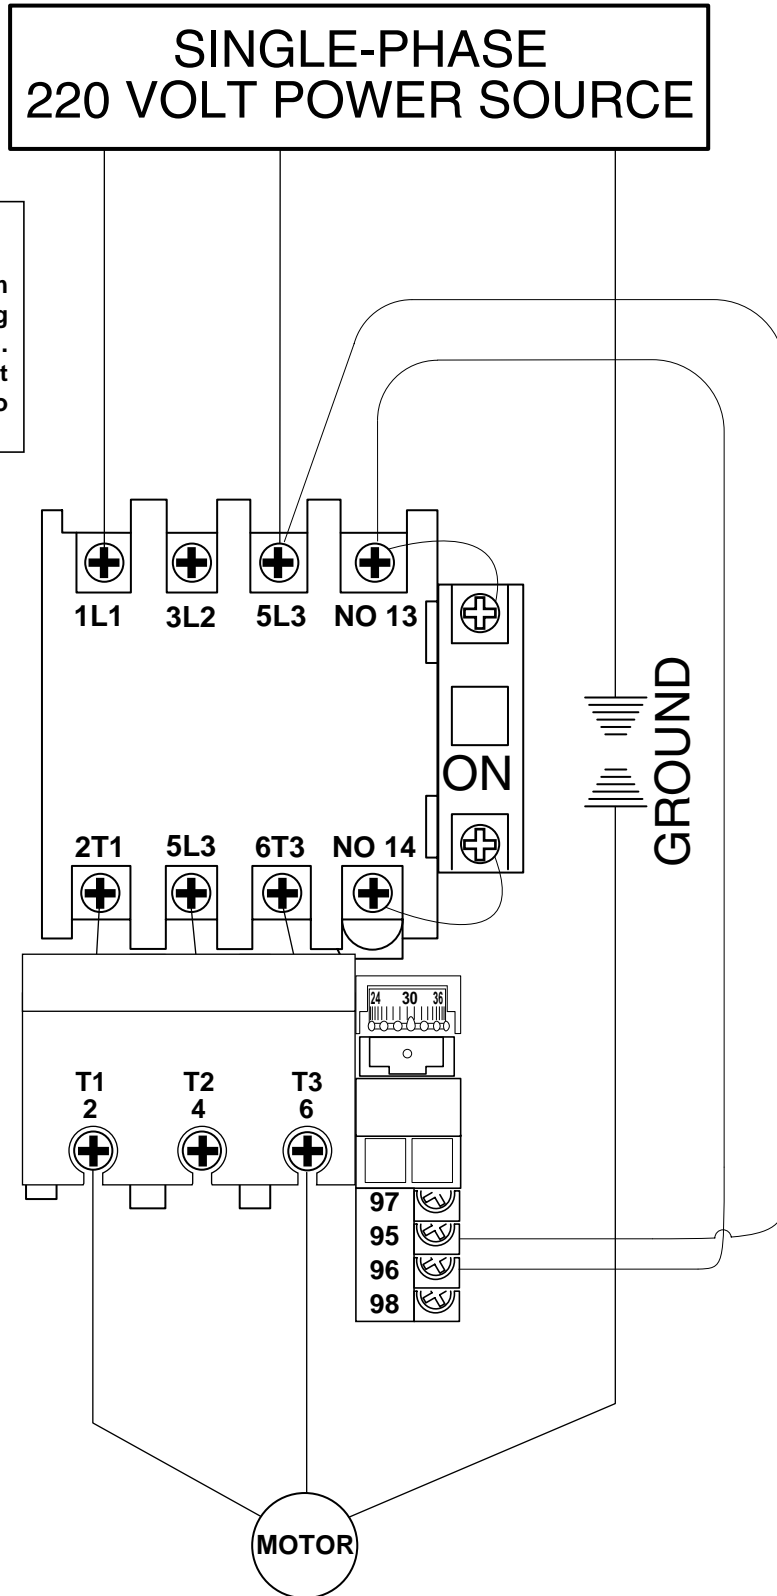 SINGLE-PHASE
220 VOLT POWER SOURCE
.
1L1 3L2 5L3 NO 13
ON
GROUND
2T1 5L3 6T3 NO 14
24 30 36
T1 T2 T3
2 4 6
97
95
96
98
MOTOR